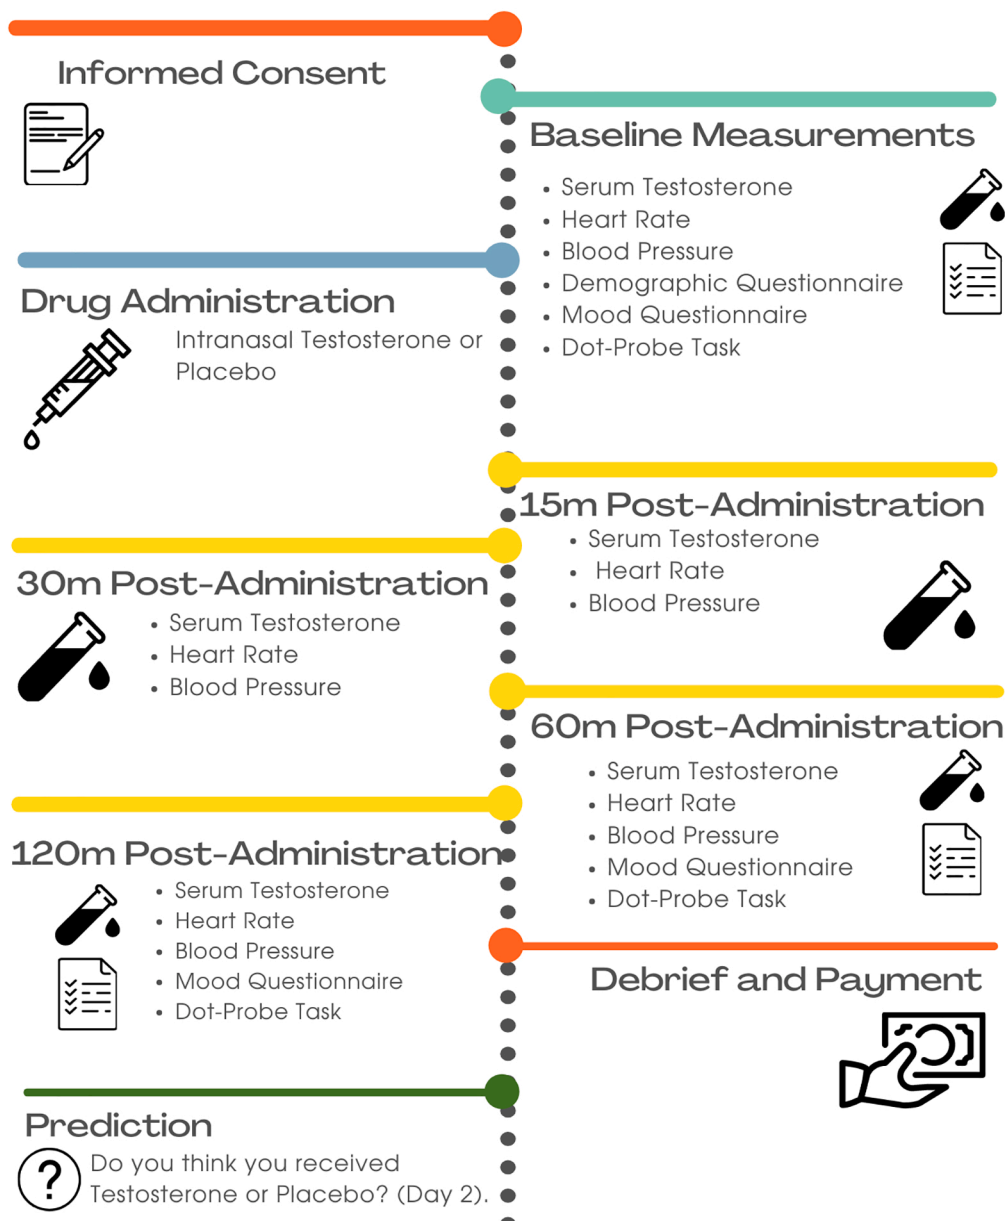 Informed Consent
Baseline Measurements
• Serum Testosterone
• Heart Rate
• Blood Pressure
• Demographic Questionnaire
• Mood Questionnaire
• Dot-Probe Task
Drug Administration
Intranasal Testosterone or
Placebo
15m Post-Administration
• Serum Testosterone
• Heart Rate
• Blood Pressure
30m Post-Administration
• Serum Testosterone
• Heart Rate
• Blood Pressure
60m Post-Administration
• Serum Testosterone
• Heart Rate
• Blood Pressure
• Mood Questionnaire
• Dot-Probe Task
120m Post-Administration
• Serum Testosterone
• Heart Rate
• Blood Pressure
• Mood Questionnaire
• Dot-Probe Task
Debrief and Payment
Prediction
?
Do you think you received
Testosterone or Placebo? (Day 2).